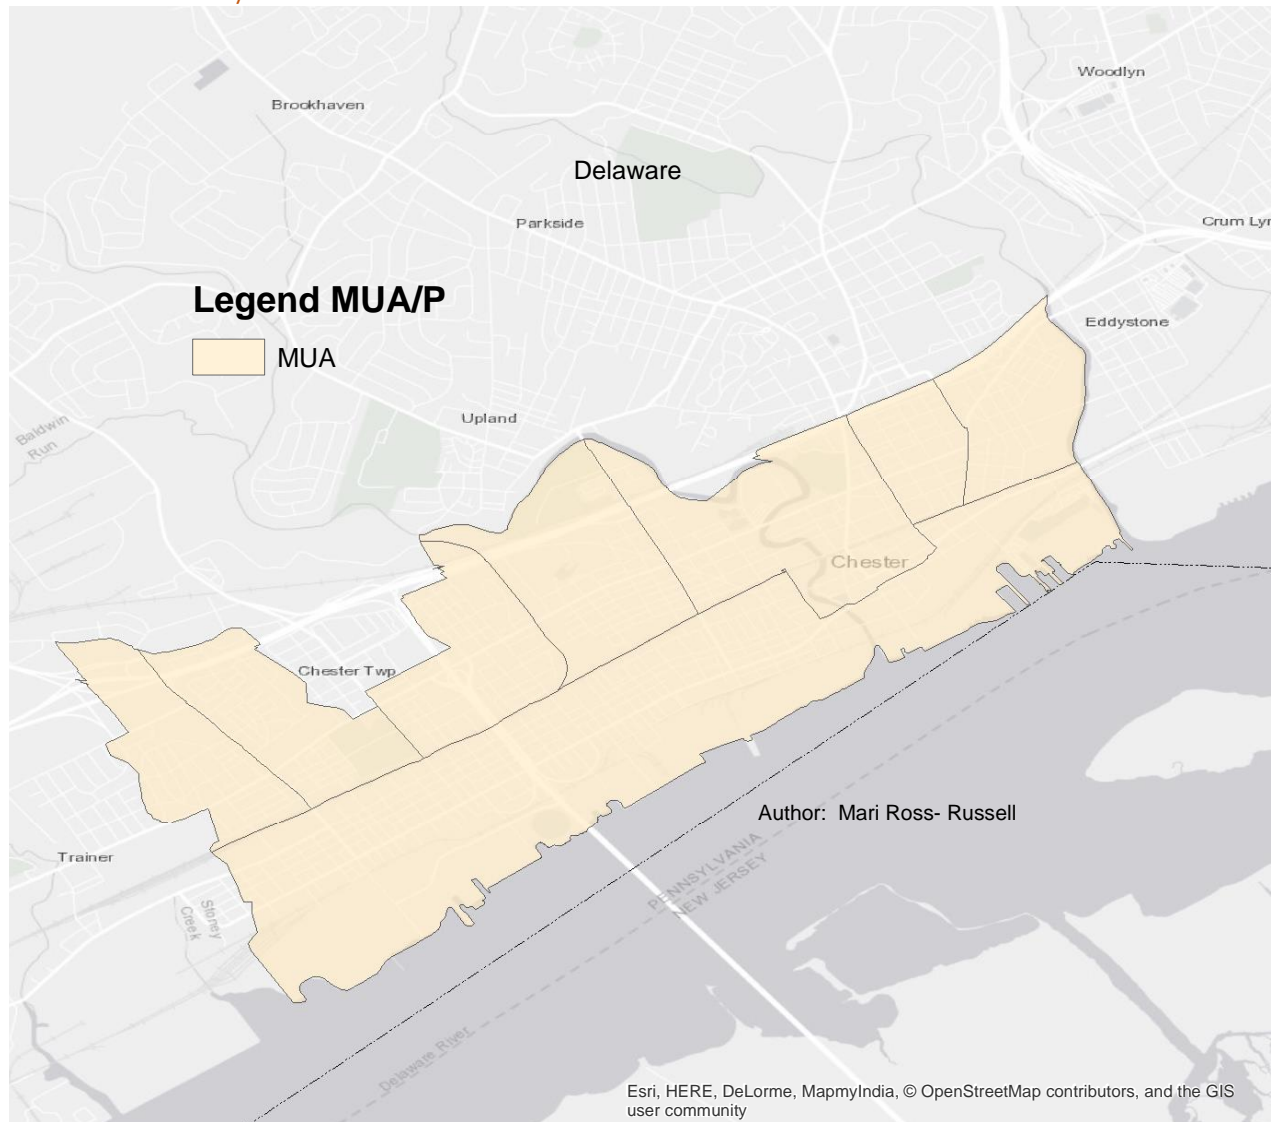 Woodlyn
Brookhaven
Delaware
Parkside
Crum Lyn
Legend MUA/P
MUA
Eddystone
Upland
Baldwin
Run
Chester
Chester Twp
Author:  Mari Ross- Russell
PENNSYLVANIA
NEW JERSEY
Trainer
Stoney
Creek
Delaware River
Esri, HERE, DeLorme, MapmyIndia, © OpenStreetMap contributors, and the GIS
user community